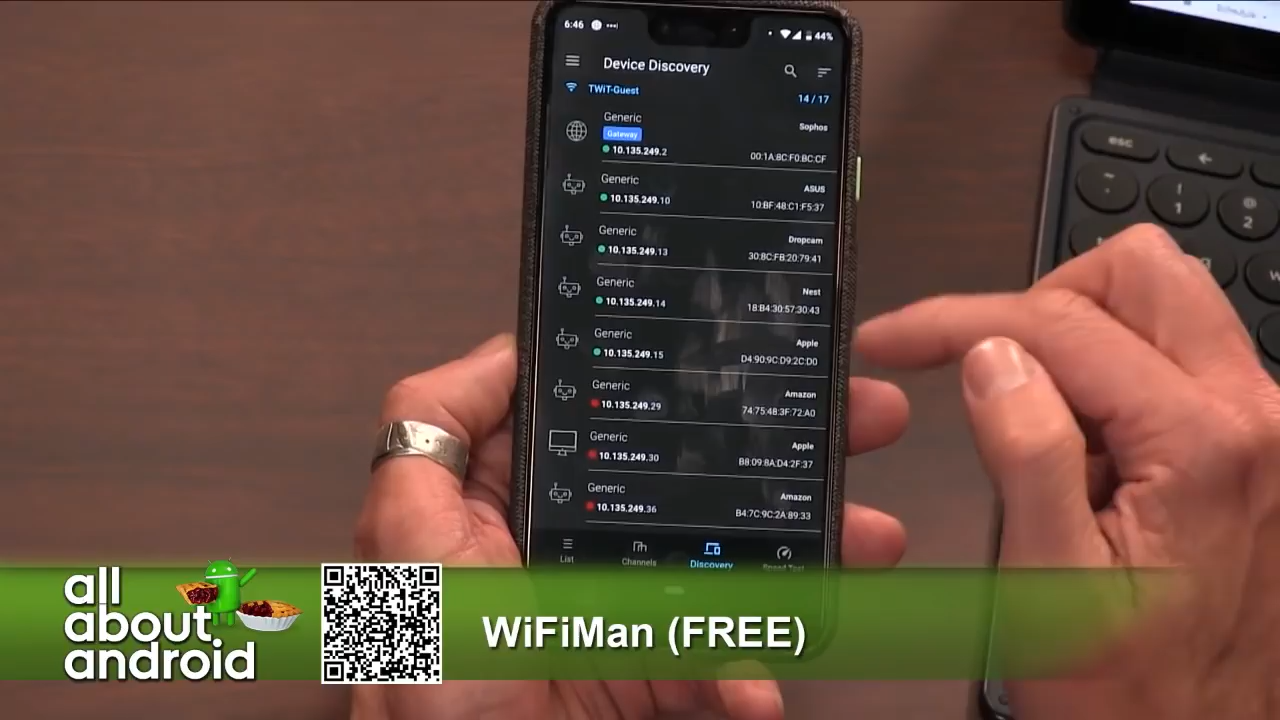 6:46
44%
Device Discovery
TWiT-Guest
14 / 17
Generic
Sophos
Gateway
10.135.249.2
00:1A:8C:F0:BC:CF
Generic
ASUS
10.135.249.10
10:BF:48:C1:F5:37
Generic
Dropcam
10.135.249.13
30:8C:FB:20:79:41
Generic
Nest
10.135.249.14
18:B4:30:57:30:43
Generic
Apple
10.135.249.15
D4:90:9C:D9:2C:D0
Generic
Amazon
10.135.249.29
74:75:48:3F:72:A0
Generic
Apple
10.135.249.30
B8:09:8A:D4:2F:37
Generic
Amazon
10.135.249.36
B4:7C:9C:2A:89:33
List
Channels
Discovery
Speed Test
Schedule
esc
~
!
1
@
2
all
about
android
WiFiMan (FREE)